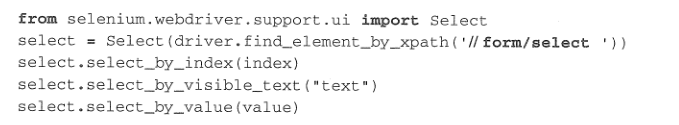 from selenium.webdriver.support.ui import Select
select = Select(driver.find_element_by_xpath('// form/select '))
select.select_by_index(index)
select.select_by_visible_text("text")
select.select_by_value(value)